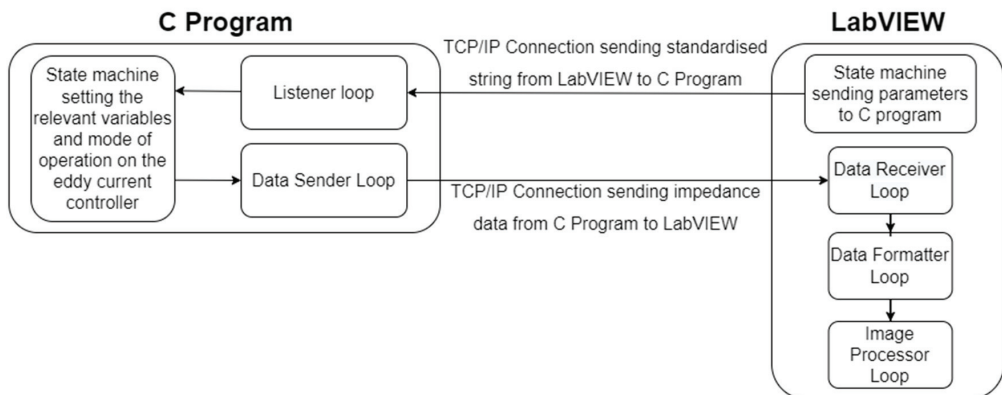 C Program
State machine
setting the
relevant variables
and mode of
operation on the
eddy current
controller
Listener loop
Data Sender Loop
TCP/IP Connection sending standardised
string from LabVIEW to C Program
TCP/IP Connection sending impedance
data from C Program to LabVIEW
LabVIEW
State machine
sending parameters
to C program
Data Receiver
Loop
Data Formatter
Loop
Image
Processor
Loop